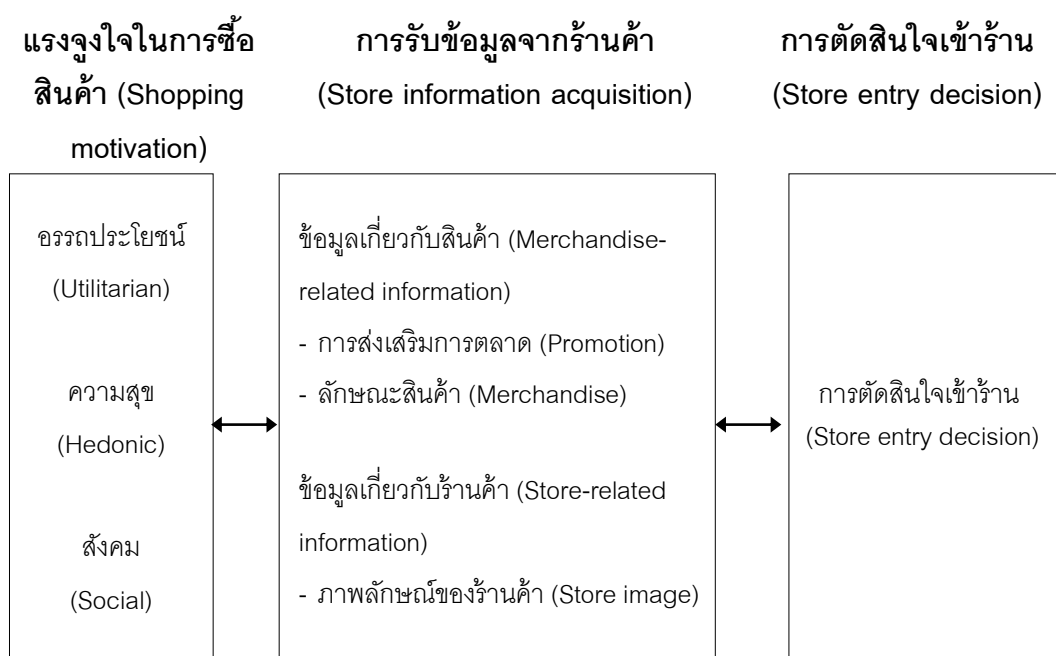 แรงจูงใจในการซื้อ
สินค้า (Shopping
motivation)
การรับข้อมูลจากร้านค้า
(Store information acquisition)
การตัดสินใจเข้าร้าน
(Store entry decision)
อรรถประโยชน์
(Utilitarian)
ความสุข
(Hedonic)
สังคม
(Social)
ข้อมูลเกี่ยวกับสินค้า (Merchandise-
related information)
- การส่งเสริมการตลาด (Promotion)
- ลักษณะสินค้า (Merchandise)
ข้อมูลเกี่ยวกับร้านค้า (Store-related
information)
- ภาพลักษณ์ของร้านค้า (Store image)
การตัดสินใจเข้าร้าน
(Store entry decision)